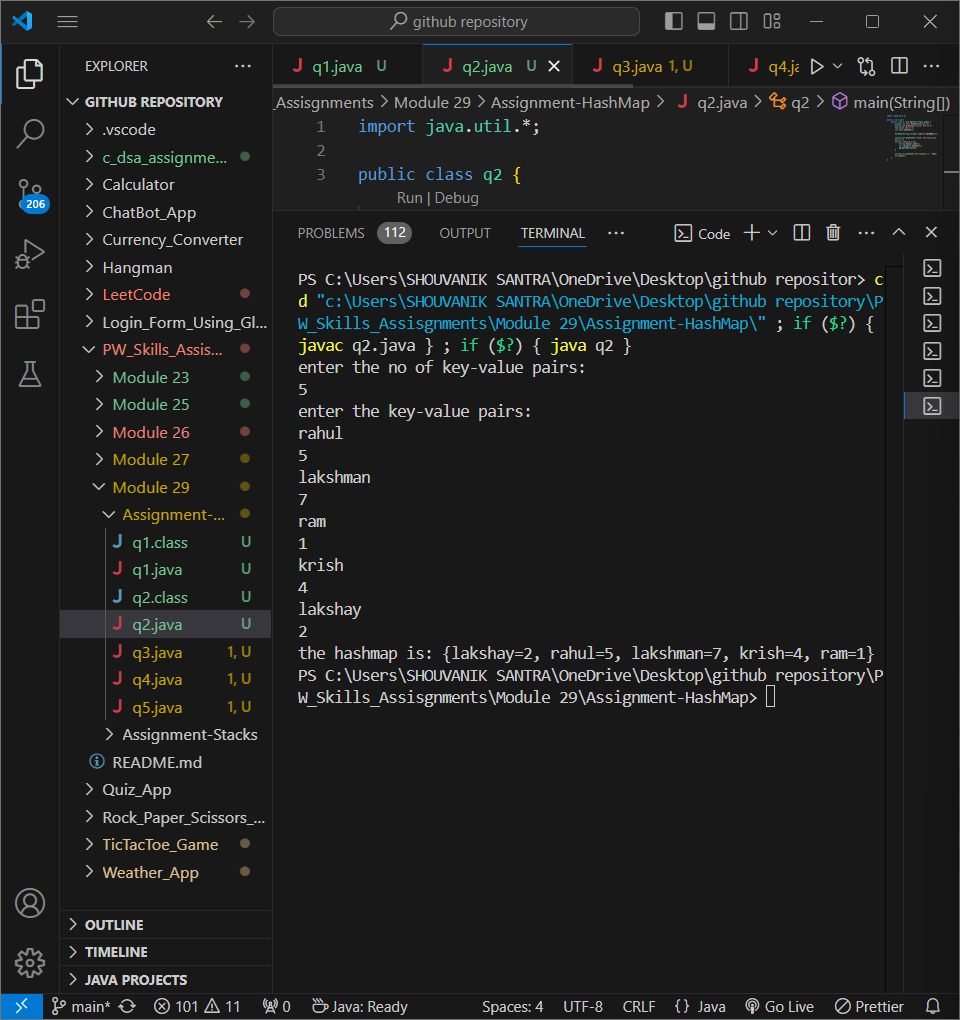 github repository
EXPLORER
GITHUB REPOSITORY
.vscode
c_dsa_assignme...
Calculator
ChatBot_App
Currency_Converter
Hangman
LeetCode
Login_Form_Using_Gl...
PW_Skills_Assis...
Module 23
Module 25
Module 26
Module 27
Module 29
Assignment-...
q1.class U
q1.java U
q2.class U
q2.java U
q3.java 1, U
q4.java 1, U
q5.java 1, U
Assignment-Stacks
README.md
Quiz_App
Rock_Paper_Scissors_...
TicTacToe_Game
Weather_App
OUTLINE
TIMELINE
JAVA PROJECTS
206
q1.java U q2.java U q3.java 1, U q4.ja
_Assisgnments > Module 29 > Assignment-HashMap > q2.java > q2 > main(String[])
1 import java.util.*;
2
3 public class q2 {
Run | Debug
PROBLEMS 112 OUTPUT TERMINAL ... Code
PS C:\Users\SHOUVANIK SANTRA\OneDrive\Desktop\github repositor> c
d "c:\Users\SHOUVANIK SANTRA\OneDrive\Desktop\github repository\P
W_Skills_Assisgnments\Module 29\Assignment-HashMap\" ; if ($?) {
javac q2.java } ; if ($?) { java q2 }
enter the no of key-value pairs:
5
enter the key-value pairs:
rahul
5
lakshman
7
ram
1
krish
4
lakshay
2
the hashmap is: {lakshay=2, rahul=5, lakshman=7, krish=4, ram=1}
PS C:\Users\SHOUVANIK SANTRA\OneDrive\Desktop\github repository\P
W_Skills_Assisgnments\Module 29\Assignment-HashMap>
main* 101 11 0 Java: Ready Spaces: 4 UTF-8 CRLF {} Java Go Live Prettier